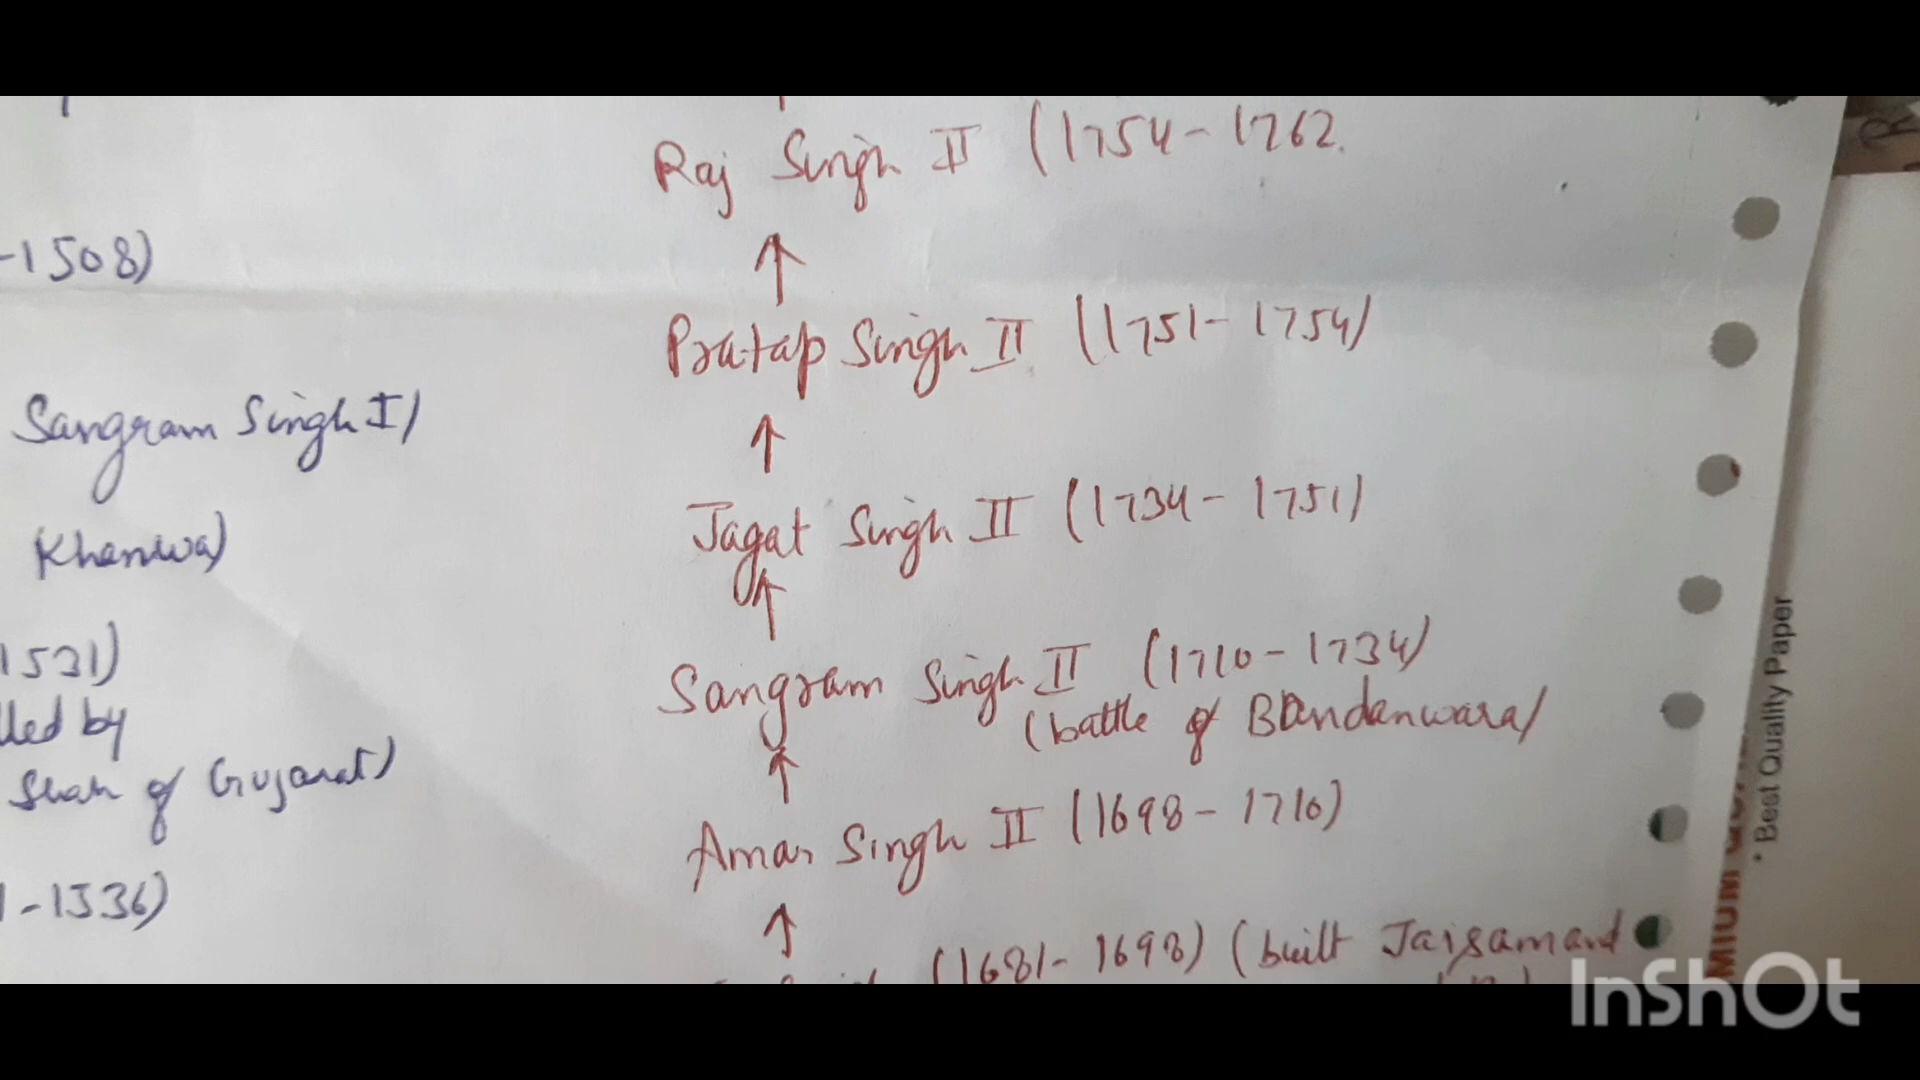 -1508)
Sangram Singh I)
Khanwa)
1531)
lled by
Shah of Gujarat)
1-1536)
Raj Singh II (1754-1762.
↑
Pratap Singh II (1751-1754)
↑
Jagat Singh II (1734-1751)
↑
Sangram Singh II (1710-1734)
(battle of Bandanwara)
↑
Amar Singh II (1698-1710)
↑
(1681-1698) (built Jaisamand
* Best Quality Paper
MIUM
InShOt